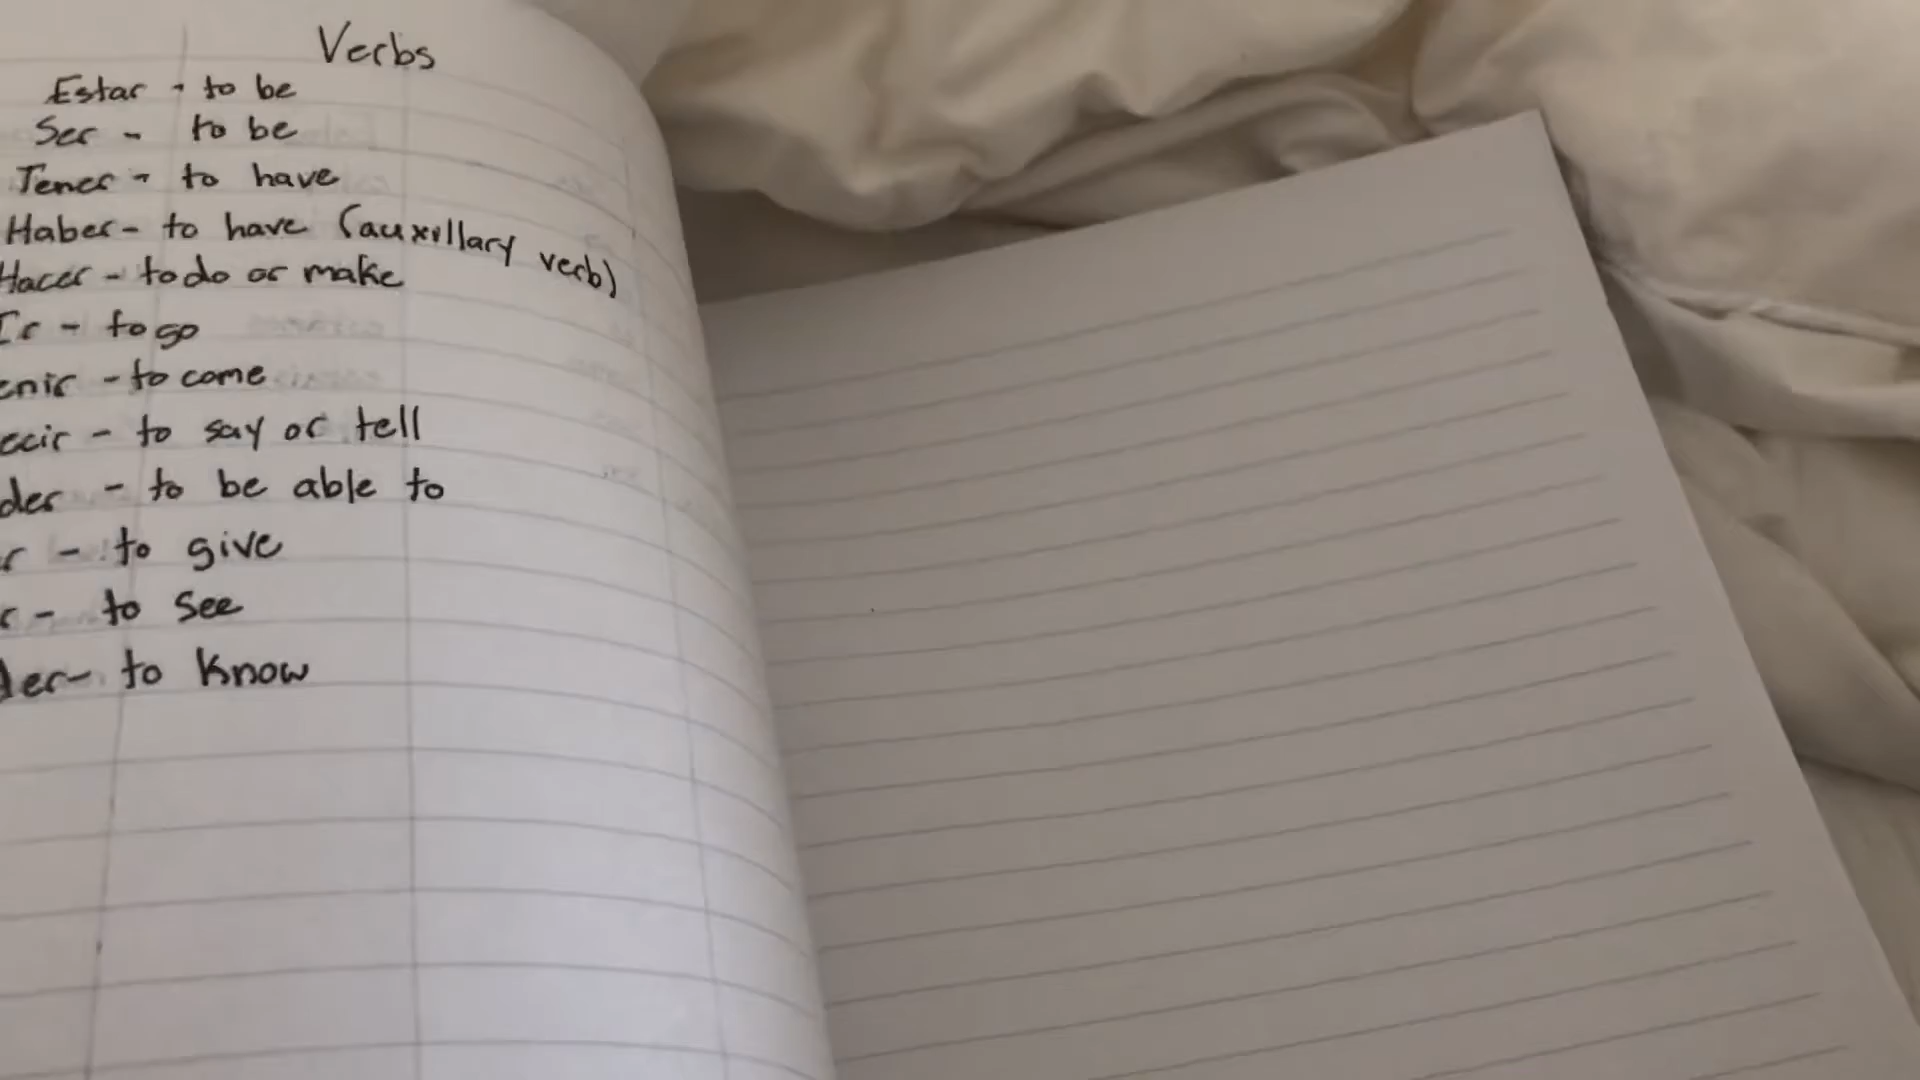 Verbs
Estar - to be
Ser - to be
Tener - to have
Haber - to have (auxillary verb)
Hacer - to do or make
Ir - to go
enir - to come
ecir - to say or tell
der - to be able to
r - to give
r - to see
der - to know